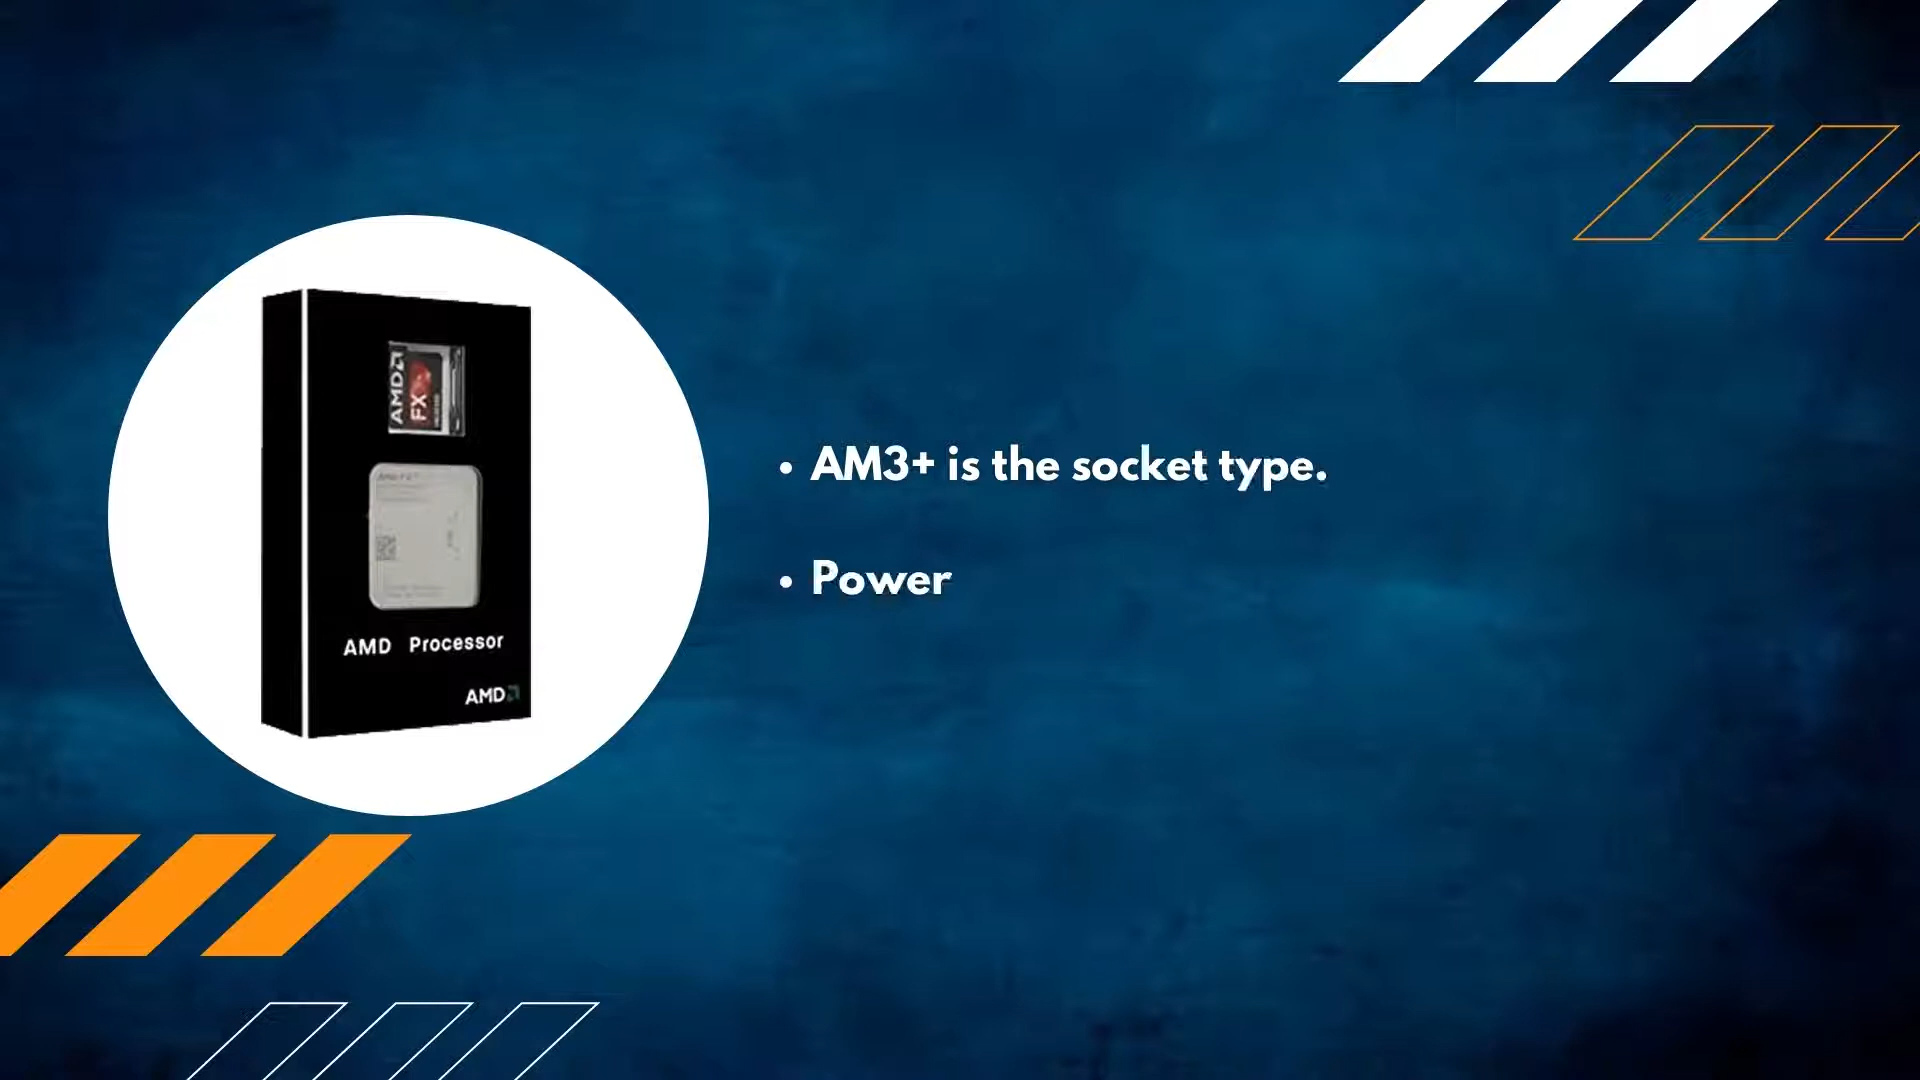 AMD
FX
AMD Processor
AMD
• AM3+ is the socket type.
• Power